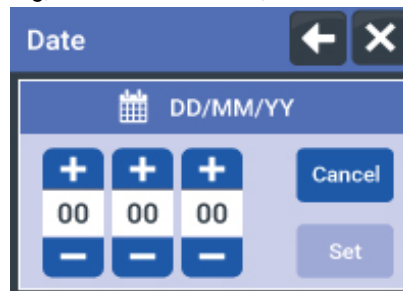 Date
DD/MM/YY
+ + +
00 00 00
Cancel
- - -
Set